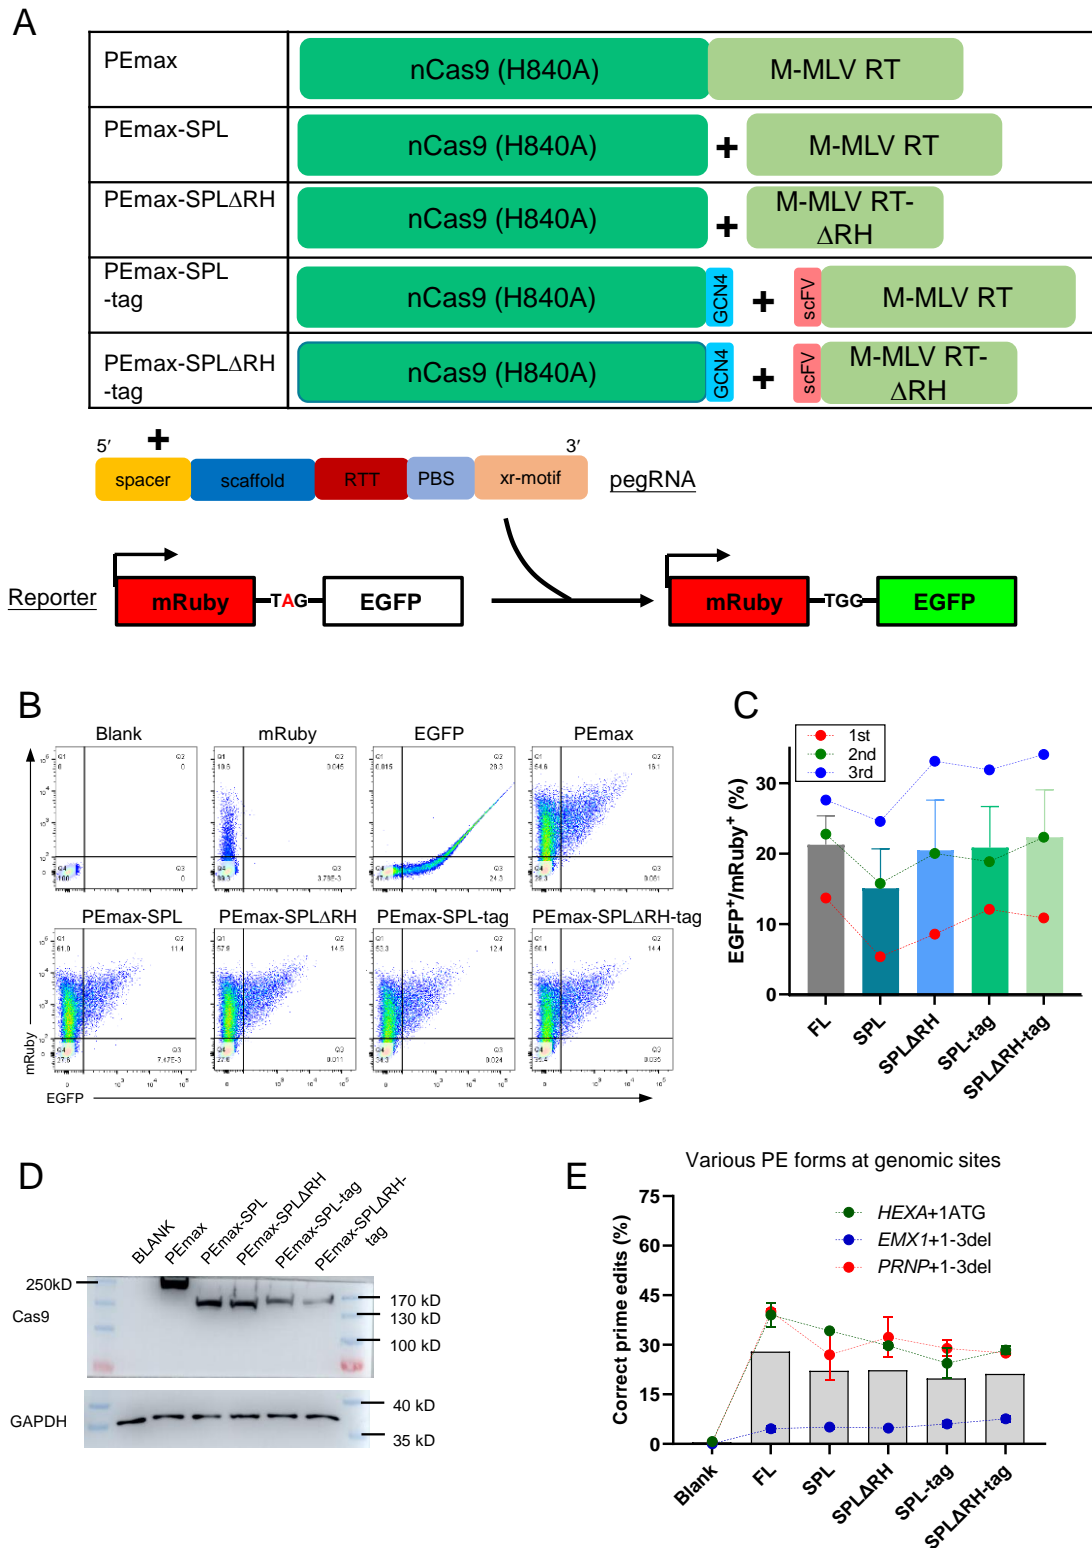 A
PEmax
nCas9 (H840A)
M-MLV RT
PEmax-SPL
nCas9 (H840A)
+
M-MLV RT
PEmax-SPLΔRH
nCas9 (H840A)
+
M-MLV RT-
ΔRH
PEmax-SPL
-tag
nCas9 (H840A)
GCN4
+
scFV
M-MLV RT
PEmax-SPLΔRH
-tag
nCas9 (H840A)
GCN4
+
scFV
M-MLV RT-
ΔRH
+
5′
3′
spacer
scaffold
RTT
PBS
xr-motif
pegRNA
Reporter
mRuby
TAG
EGFP
mRuby
TGG
EGFP
B
Blank
mRuby
EGFP
PEmax
PEmax-SPL
PEmax-SPLΔRH
PEmax-SPL-tag
PEmax-SPLΔRH-tag
mRuby
EGFP
C
1st
2nd
3rd
EGFP⁺/mRuby⁺ (%)
30
20
10
0
FL
SPL
SPLΔRH
SPL-tag
SPLΔRH-tag
D
BLANK
PEmax
PEmax-SPL
PEmax-SPLΔRH
PEmax-SPL-tag
PEmax-SPLΔRH-
tag
250kD
Cas9
170 kD
130 kD
100 kD
GAPDH
40 kD
35 kD
E
Various PE forms at genomic sites
HEXA+1ATG
EMX1+1-3del
PRNP+1-3del
Correct prime edits (%)
75
45
30
15
0
Blank
FL
SPL
SPLΔRH
SPL-tag
SPLΔRH-tag